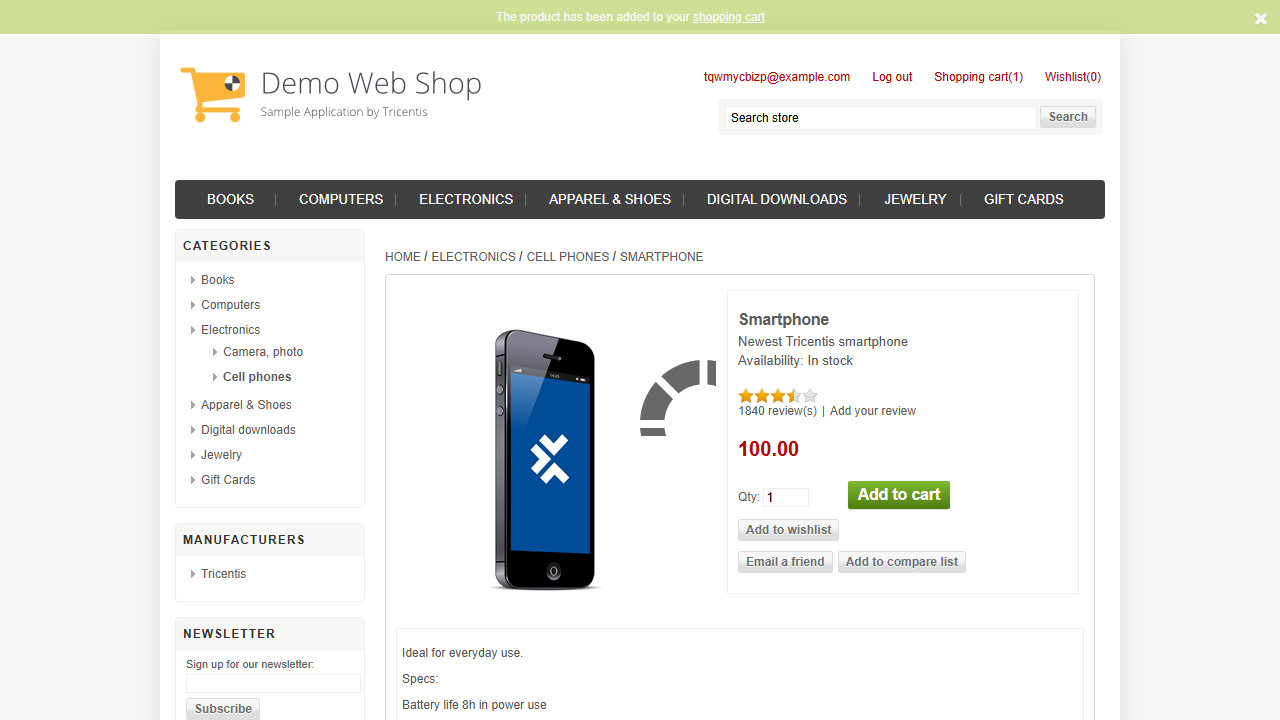 The product has been added to your shopping cart
Demo Web Shop
Sample Application by Tricentis
tqwmycbizp@example.com Log out Shopping cart(1) Wishlist(0)
Search store Search
BOOKS COMPUTERS ELECTRONICS APPAREL & SHOES DIGITAL DOWNLOADS JEWELRY GIFT CARDS
CATEGORIES
Books
Computers
Electronics
Camera, photo
Cell phones
Apparel & Shoes
Digital downloads
Jewelry
Gift Cards
MANUFACTURERS
Tricentis
NEWSLETTER
Sign up for our newsletter:
Subscribe
HOME / ELECTRONICS / CELL PHONES / SMARTPHONE
Smartphone
Newest Tricentis smartphone
Availability: In stock
1840 review(s) | Add your review
100.00
Qty: 1 Add to cart
Add to wishlist
Email a friend Add to compare list
Ideal for everyday use.
Specs:
Battery life 8h in power use